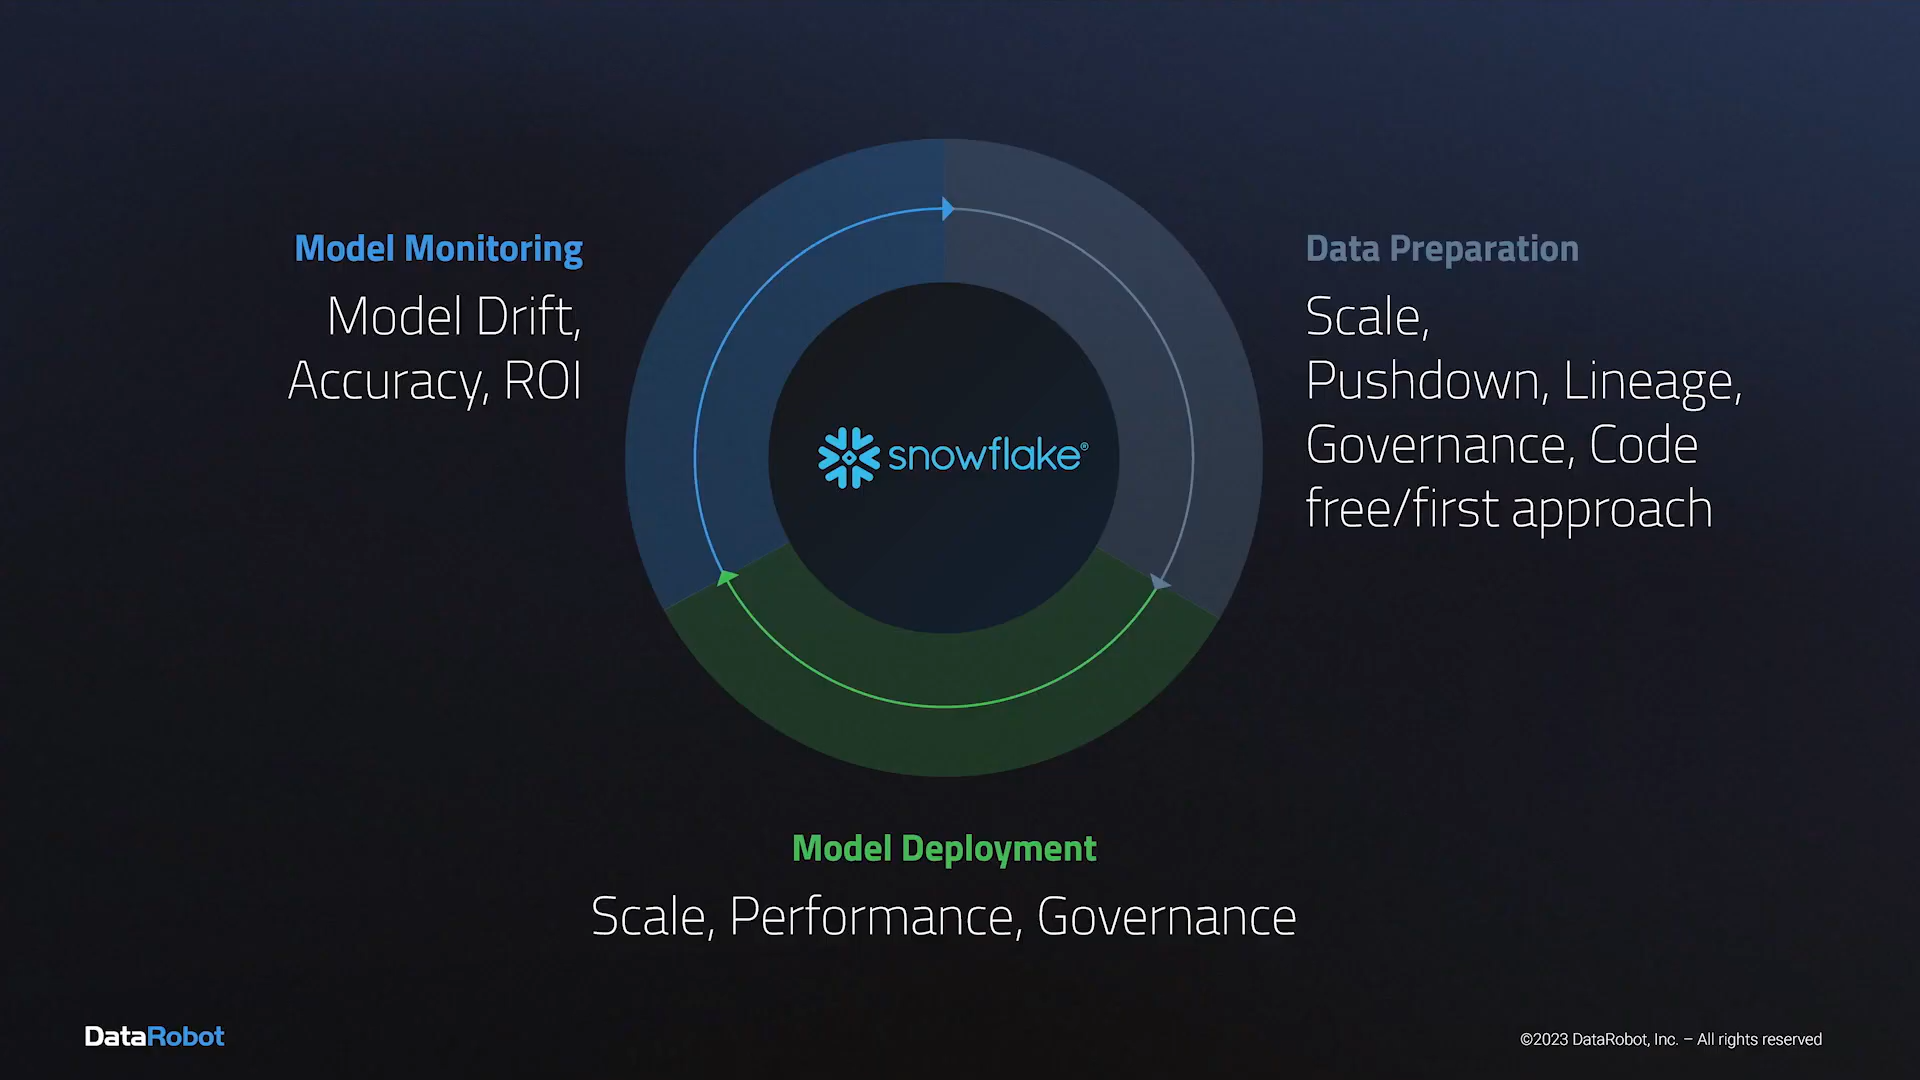 Model Monitoring
Model Drift,
Accuracy, ROI
Data Preparation
Scale,
Pushdown, Lineage,
Governance, Code
free/first approach
snowflake®
Model Deployment
Scale, Performance, Governance
DataRobot
©2023 DataRobot, Inc. – All rights reserved